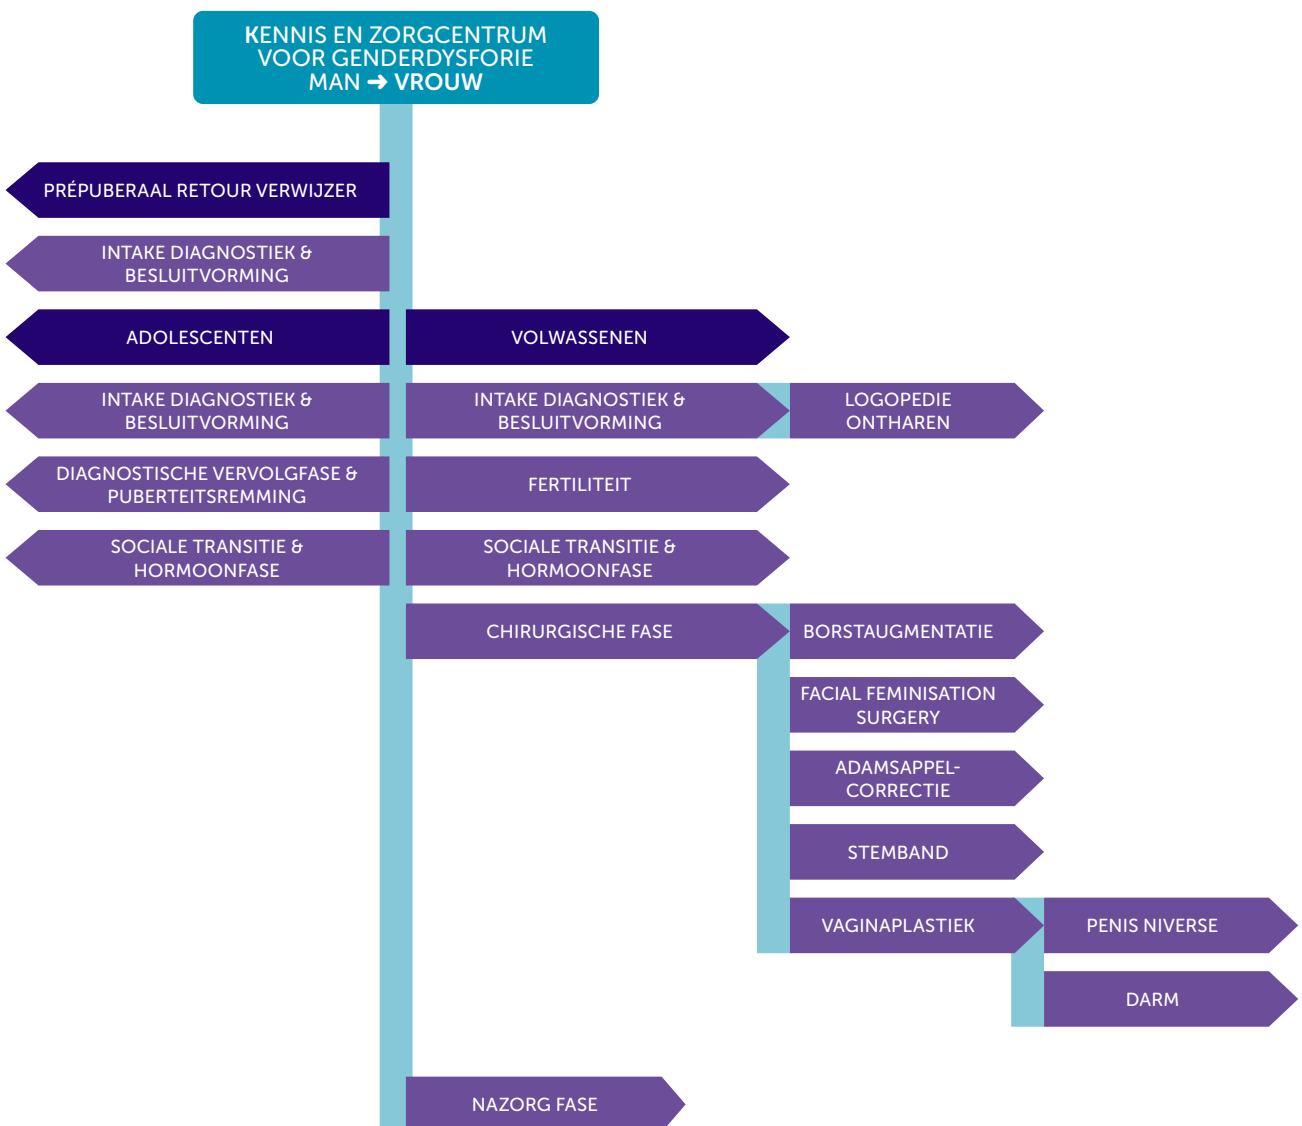 KENNIS EN ZORGCENTRUM
VOOR GENDERDYSFORIE
MAN ➜ VROUW
PRÉPUBERAAL RETOUR VERWIJZER
INTAKE DIAGNOSTIEK &
BESLUITVORMING
ADOLESCENTEN
VOLWASSENEN
INTAKE DIAGNOSTIEK &
BESLUITVORMING
INTAKE DIAGNOSTIEK &
BESLUITVORMING
LOGOPEDIE
ONTHAREN
DIAGNOSTISCHE VERVOLGFASE &
PUBERTEITSREMMING
FERTILITEIT
SOCIALE TRANSITIE &
HORMOONFASE
SOCIALE TRANSITIE &
HORMOONFASE
CHIRURGISCHE FASE
BORSTAUGMENTATIE
FACIAL FEMINISATION
SURGERY
ADAMSAPPEL-
CORRECTIE
STEMBAND
VAGINAPLASTIEK
PENIS NIVERSE
DARM
NAZORG FASE